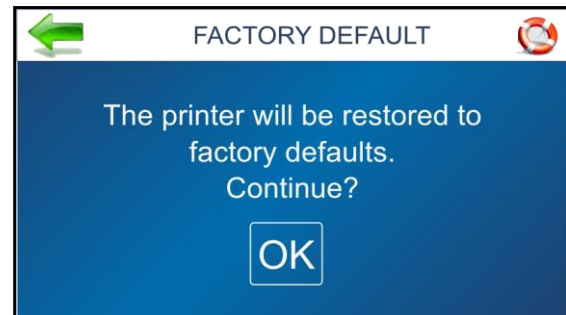 FACTORY DEFAULT
The printer will be restored to
factory defaults.
Continue?
OK